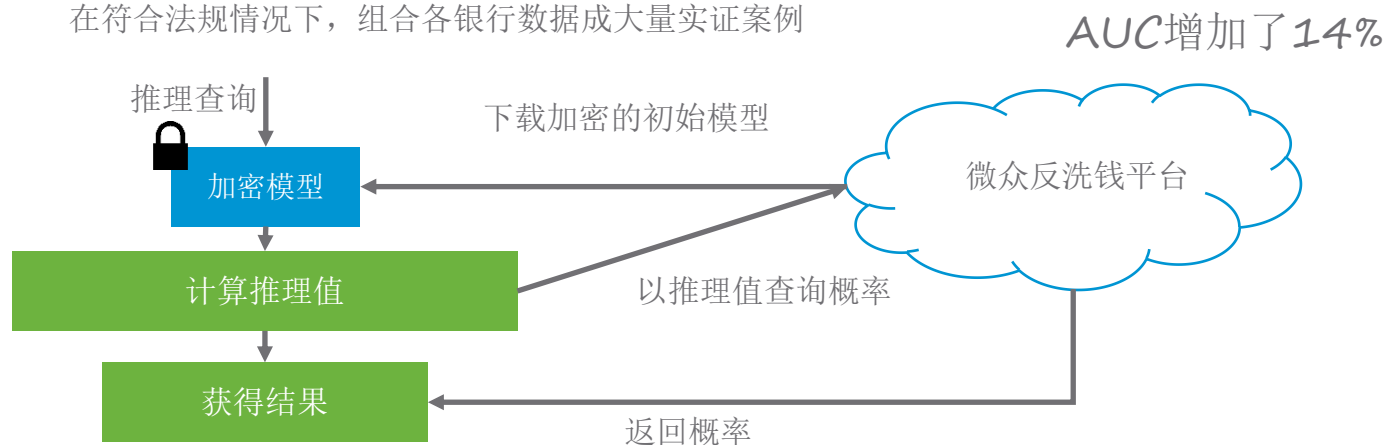 在符合法规情况下，组合各银行数据成大量实证案例
AUC增加了14%
推理查询
下载加密的初始模型
加密模型
微众反洗钱平台
计算推理值
以推理值查询概率
获得结果
返回概率